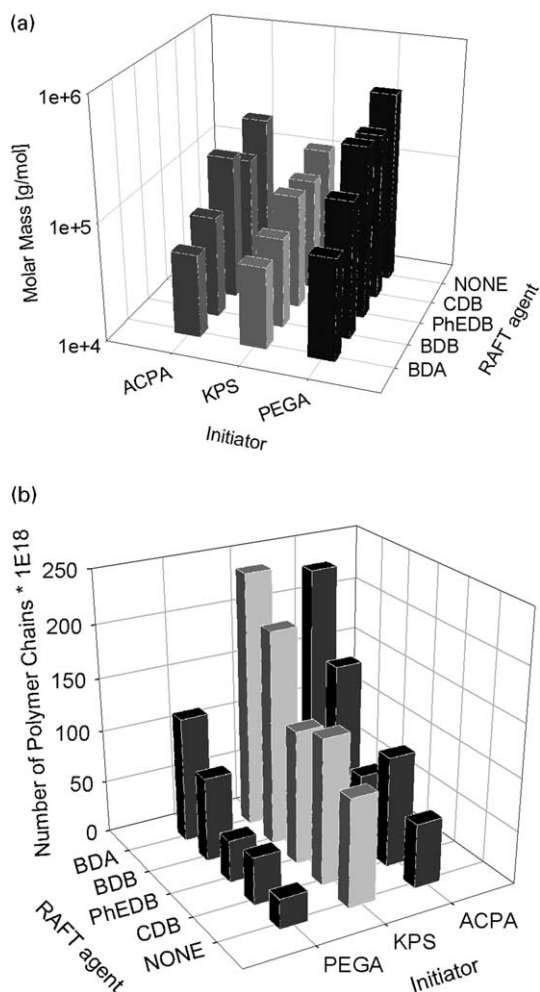 (a)
1e+6
1e+5
1e+4
Molar Mass [g/mol]
ACPA
KPS
PEGA
Initiator
NONE
CDB
PhEDB
BDB
BDA
RAFT agent
(b)
250
200
150
100
50
0
Number of Polymer Chains * 1E18
BDA
BDB
PhEDB
CDB
NONE
RAFT agent
PEGA
KPS
ACPA
Initiator